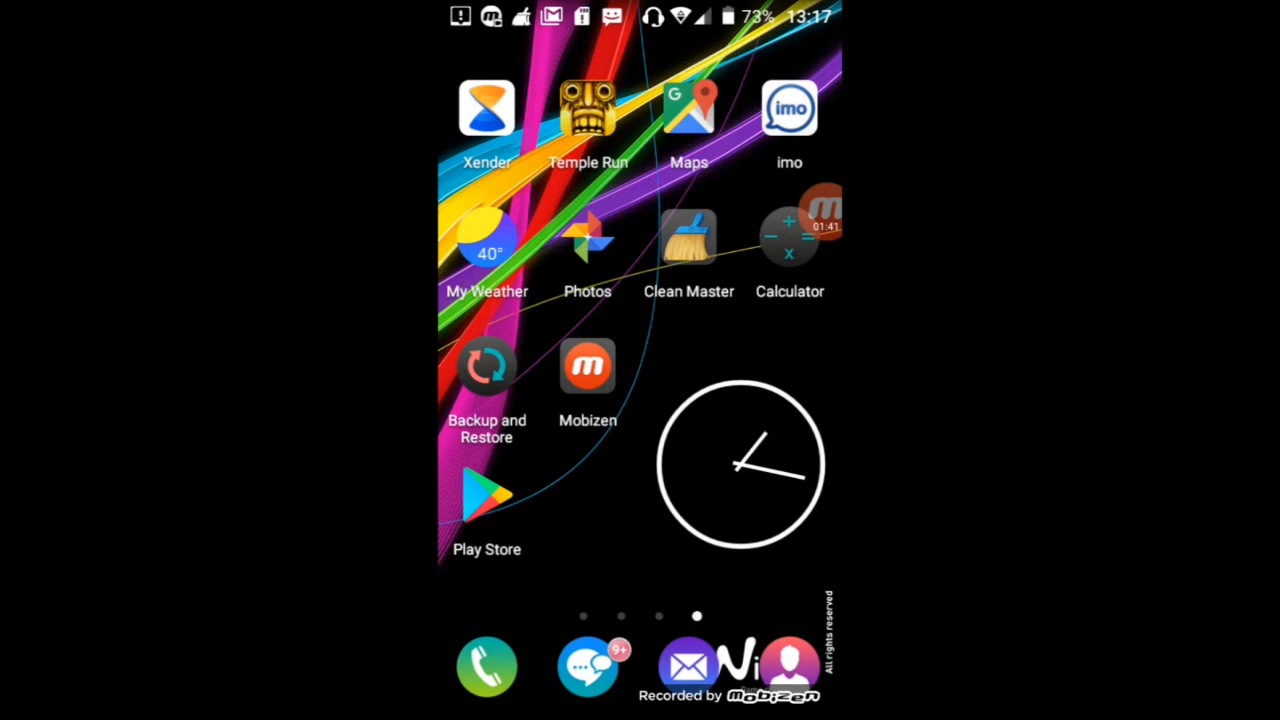 73% 13:17
G
imo
Xender
Temple Run
Maps
imo
40°
01:41
My Weather
Photos
Clean Master
Calculator
m
Backup and
Restore
Mobizen
Play Store
All rights reserved
9+
Recorded by mobizen